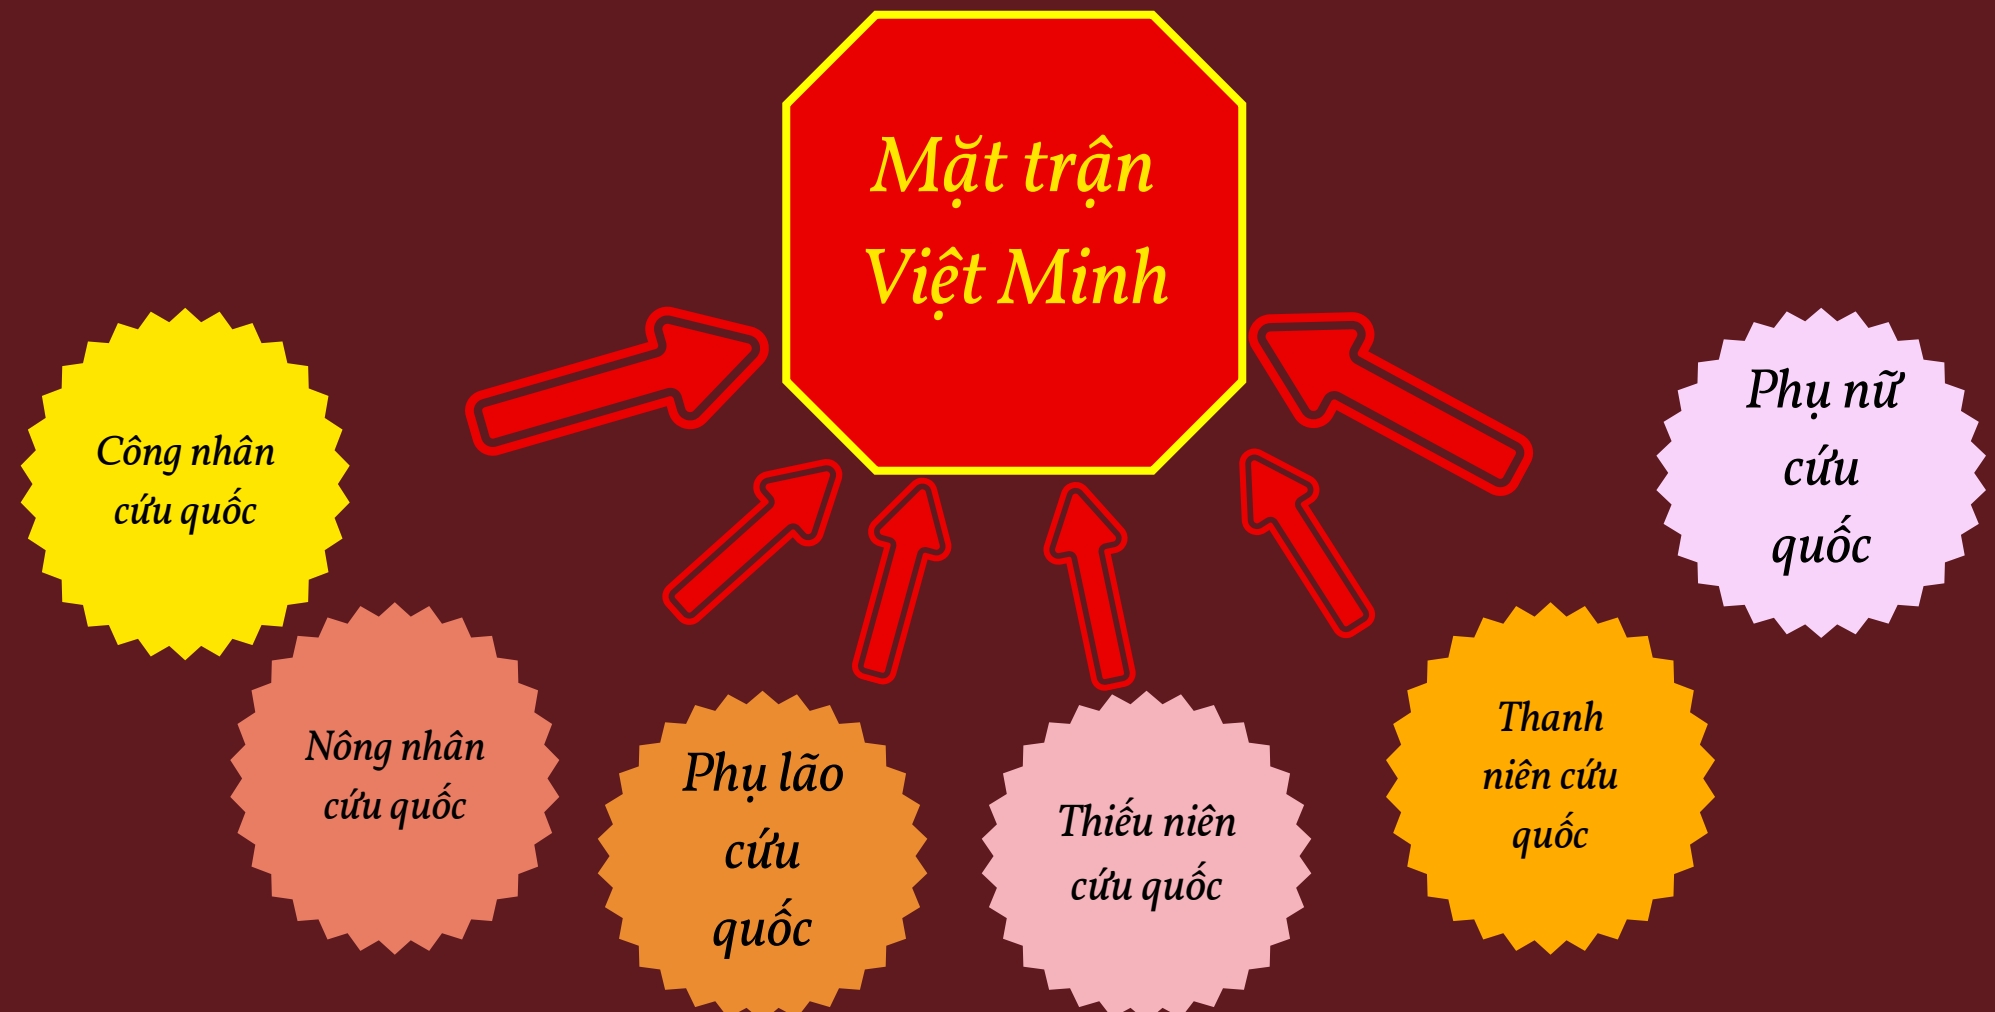 Mặt trận
Việt Minh
Công nhân
cứu quốc
Nông nhân
cứu quốc
Phụ lão
cứu
quốc
Thiếu niên
cứu quốc
Thanh
niên cứu
quốc
Phụ nữ
cứu
quốc